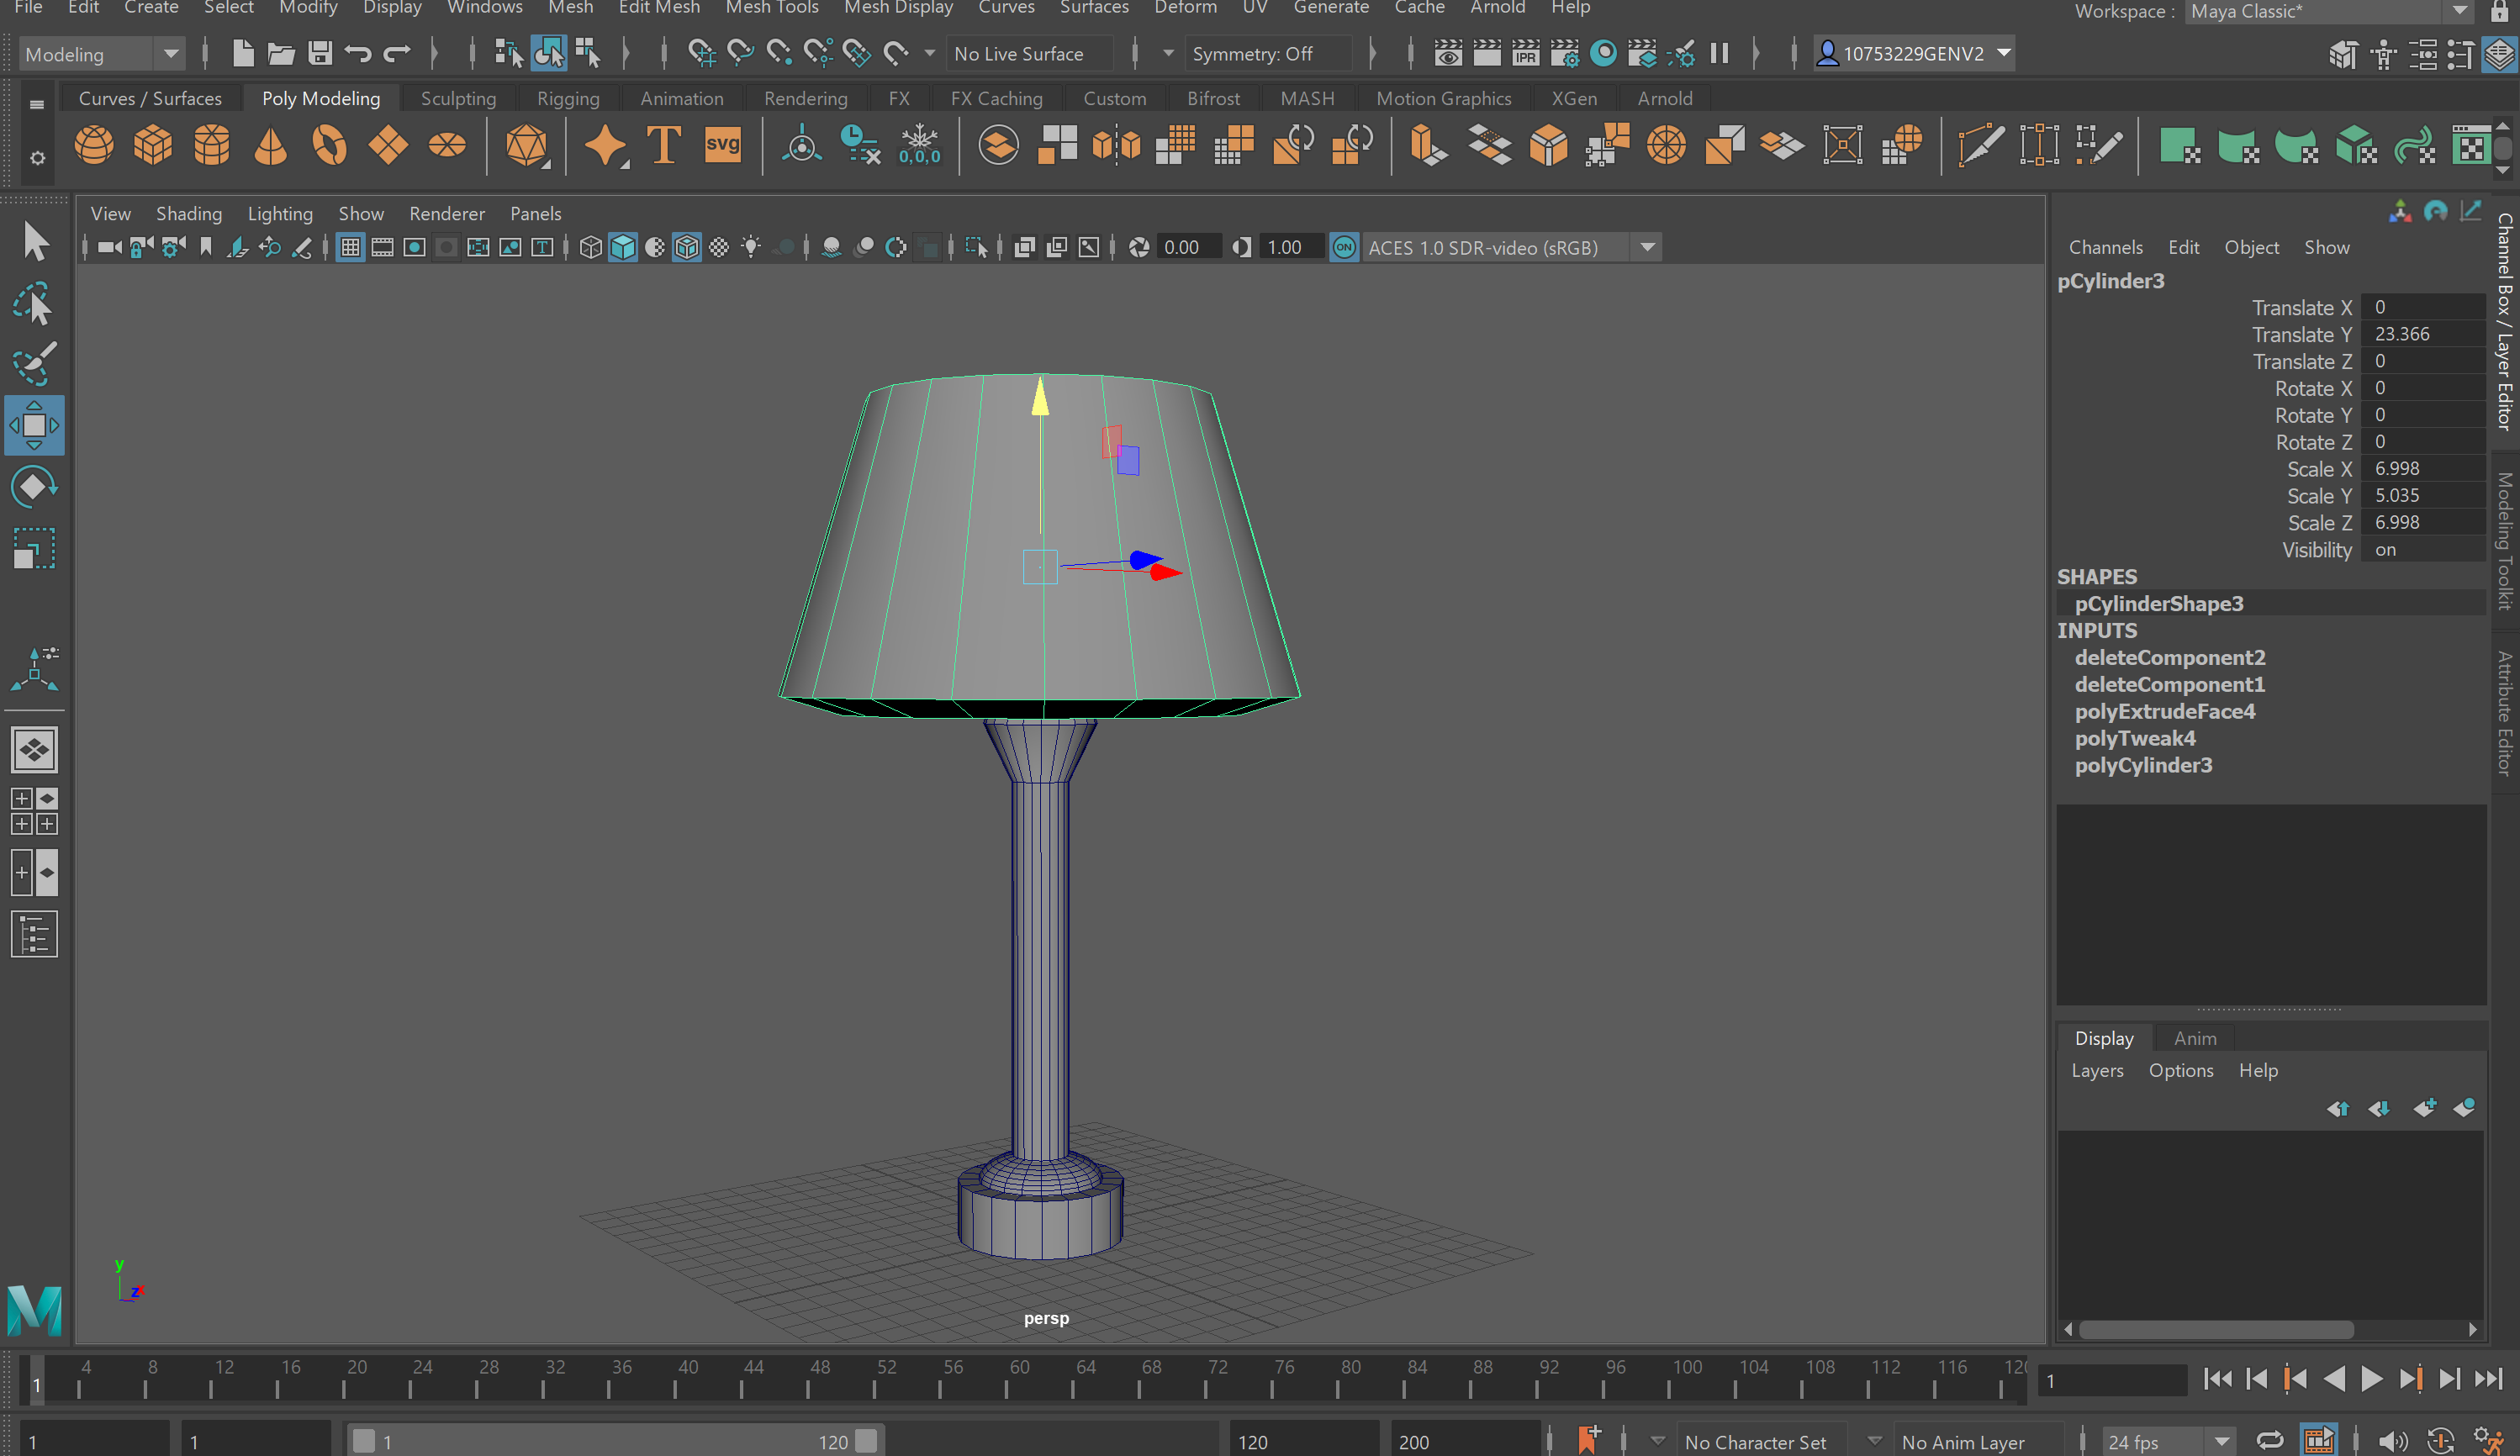 File Edit Create Select Modify Display Windows Mesh Edit Mesh Mesh Tools Mesh Display Curves Surfaces Deform UV Generate Cache Arnold Help Workspace : Maya Classic*
Modeling No Live Surface Symmetry: Off IPR 10753229GENV2
Curves / Surfaces Poly Modeling Sculpting Rigging Animation Rendering FX FX Caching Custom Bifrost MASH Motion Graphics XGen Arnold
T svg 0,0,0
View Shading Lighting Show Renderer Panels
T 0.00 1.00 ON ACES 1.0 SDR-video (sRGB)
Channels Edit Object Show
pCylinder3
Translate X 0
Translate Y 23.366
Translate Z 0
Rotate X 0
Rotate Y 0
Rotate Z 0
Scale X 6.998
Scale Y 5.035
Scale Z 6.998
Visibility on
SHAPES
pCylinderShape3
INPUTS
deleteComponent2
deleteComponent1
polyExtrudeFace4
polyTweak4
polyCylinder3
Channel Box / Layer Editor
Modeling Toolkit
Attribute Editor
Display Anim
Layers Options Help
y
z x
persp
M
1 4 8 12 16 20 24 28 32 36 40 44 48 52 56 60 64 68 72 76 80 84 88 92 96 100 104 108 112 116 1
1 1 1 120 120 200 No Character Set No Anim Layer 24 fps